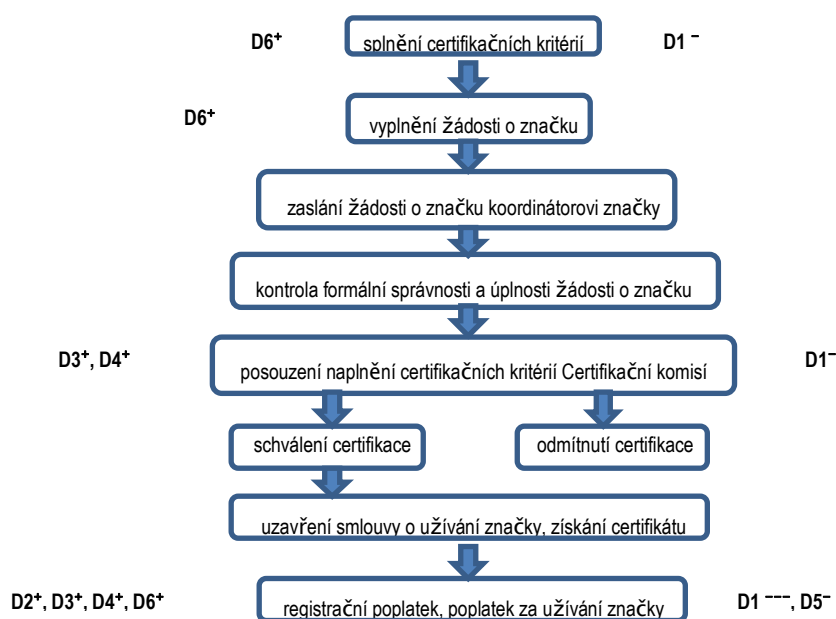 D6⁺ splnění certifikačních kritérií D1 ⁻
D6⁺
vyplnění žádosti o značku
zaslání žádosti o značku koordinátorovi značky
kontrola formální správnosti a úplnosti žádosti o značku
D3⁺, D4⁺ posouzení naplnění certifikačních kritérií Certifikační komisí D1⁻
schválení certifikace odmítnutí certifikace
uzavření smlouvy o užívání značky, získání certifikátu
D2⁺, D3⁺, D4⁺, D6⁺ registrační poplatek, poplatek za užívání značky D1 ⁻⁻⁻, D5⁻